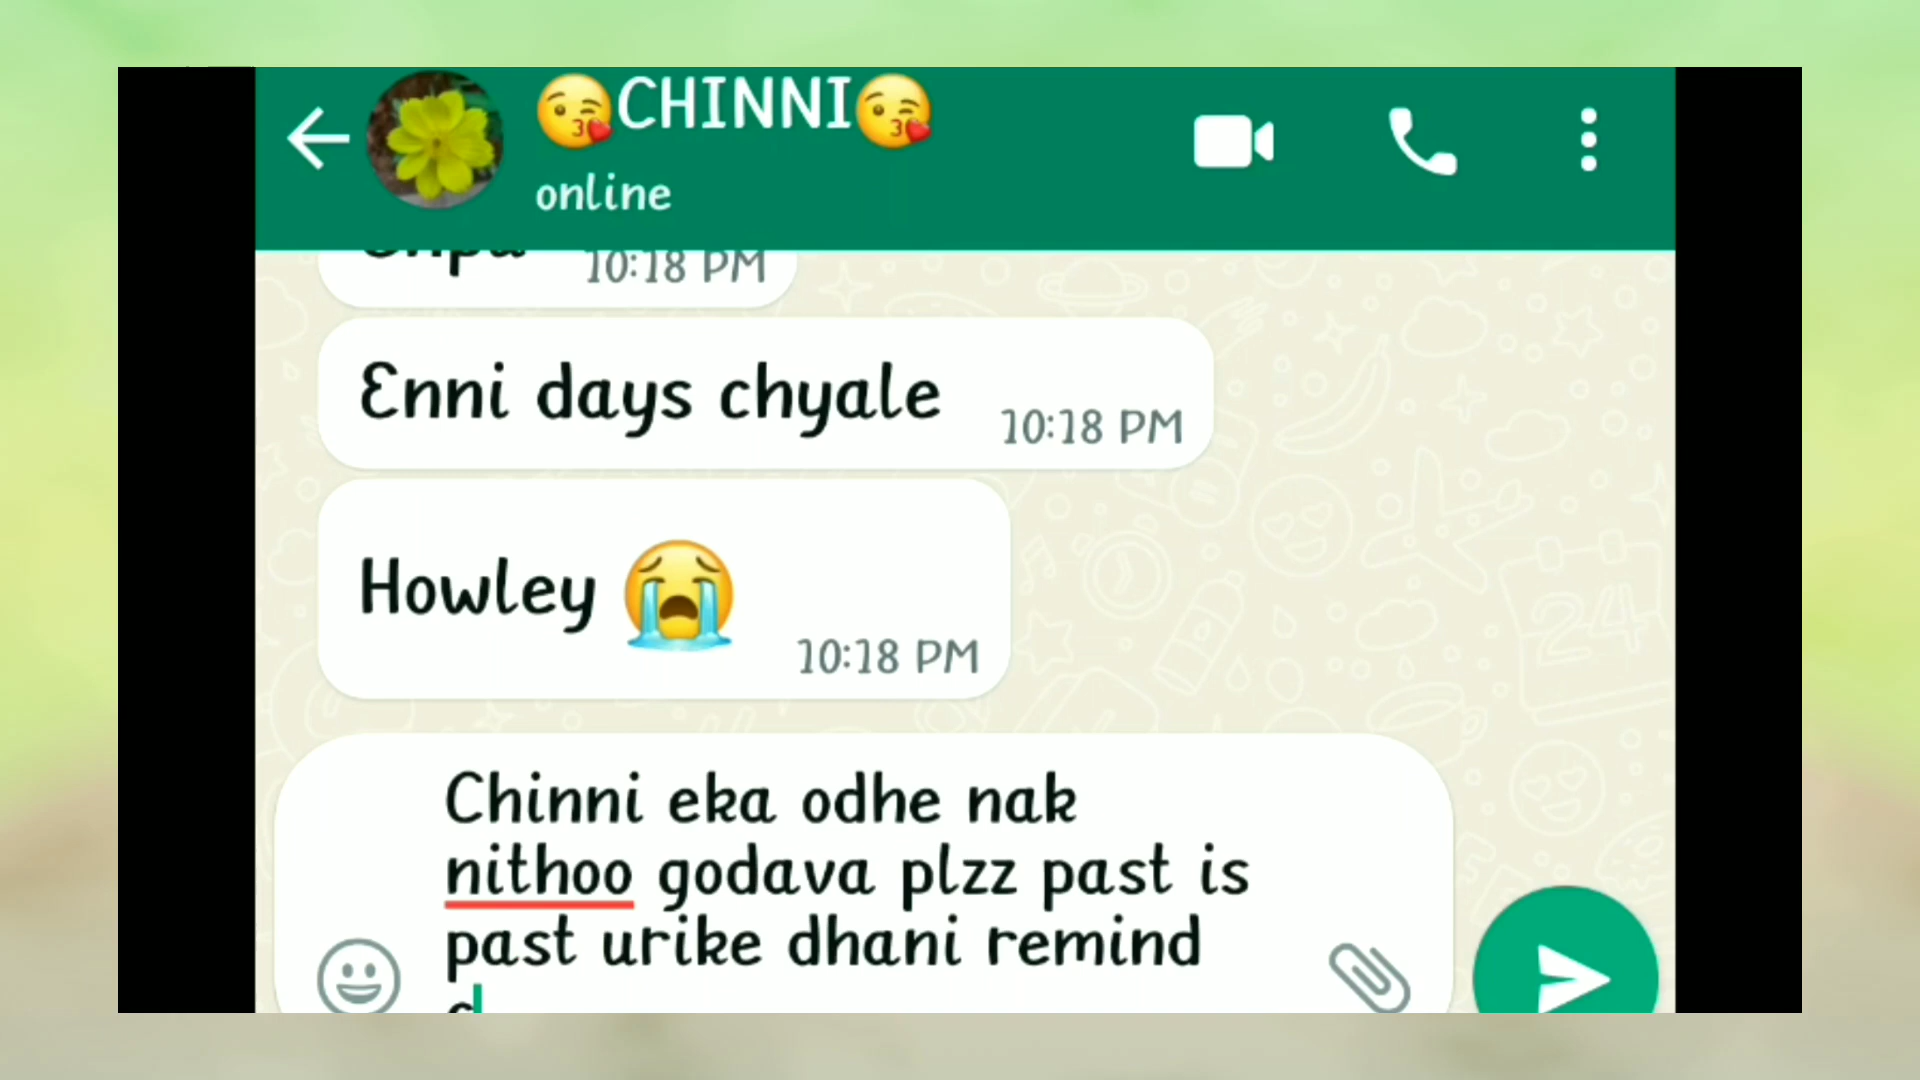 😘CHINNI😘
online
10:18 PM
Enni days chyale
10:18 PM
Howley 😭
10:18 PM
Chinni eka odhe nak
nithoo godava plzz past is
past urike dhani remind